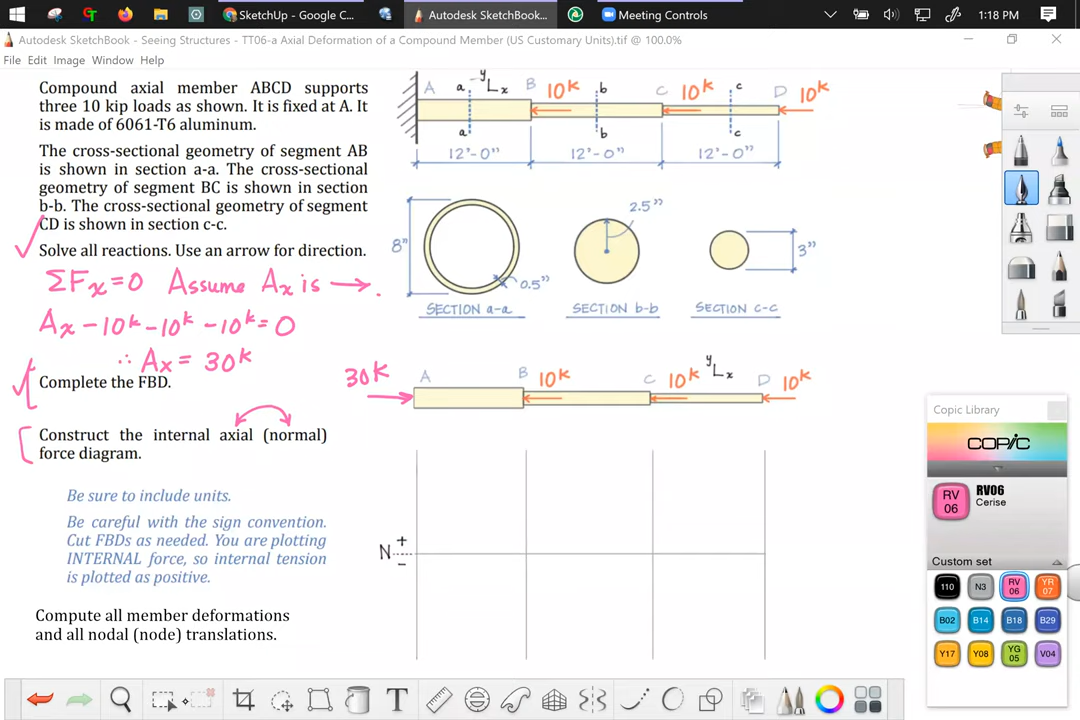 SketchUp - Google C...
Autodesk SketchBook...
Meeting Controls
1:18 PM
Autodesk SketchBook - Seeing Structures - TT06-a Axial Deformation of a Compound Member (US Customary Units).tif @ 100.0%
File Edit Image Window Help
Compound axial member ABCD supports
three 10 kip loads as shown. It is fixed at A. It
is made of 6061-T6 aluminum.
The cross-sectional geometry of segment AB
is shown in section a-a. The cross-sectional
geometry of segment BC is shown in section
b-b. The cross-sectional geometry of segment
CD is shown in section c-c.
Solve all reactions. Use an arrow for direction.
ΣFx=0 Assume Ax is →.
Ax -10k -10k -10k = 0
∴ Ax = 30k
Complete the FBD.
Construct the internal axial (normal)
force diagram.
Be sure to include units.
Be careful with the sign convention.
Cut FBDs as needed. You are plotting
INTERNAL force, so internal tension
is plotted as positive.
Compute all member deformations
and all nodal (node) translations.
A a y x B 10k b C 10k c D 10k
a b c
12'-0" 12'-0" 12'-0"
8" 0.5" 2.5" 3"
SECTION a-a SECTION b-b SECTION c-c
30k A B 10k C 10k y x D 10k
N + -
Copic Library
COPIC
RV
06
RV06
Cerise
Custom set
110 N3 RV 06 YR 07
B02 B14 B18 B29
Y17 Y08 YG 05 V04
T